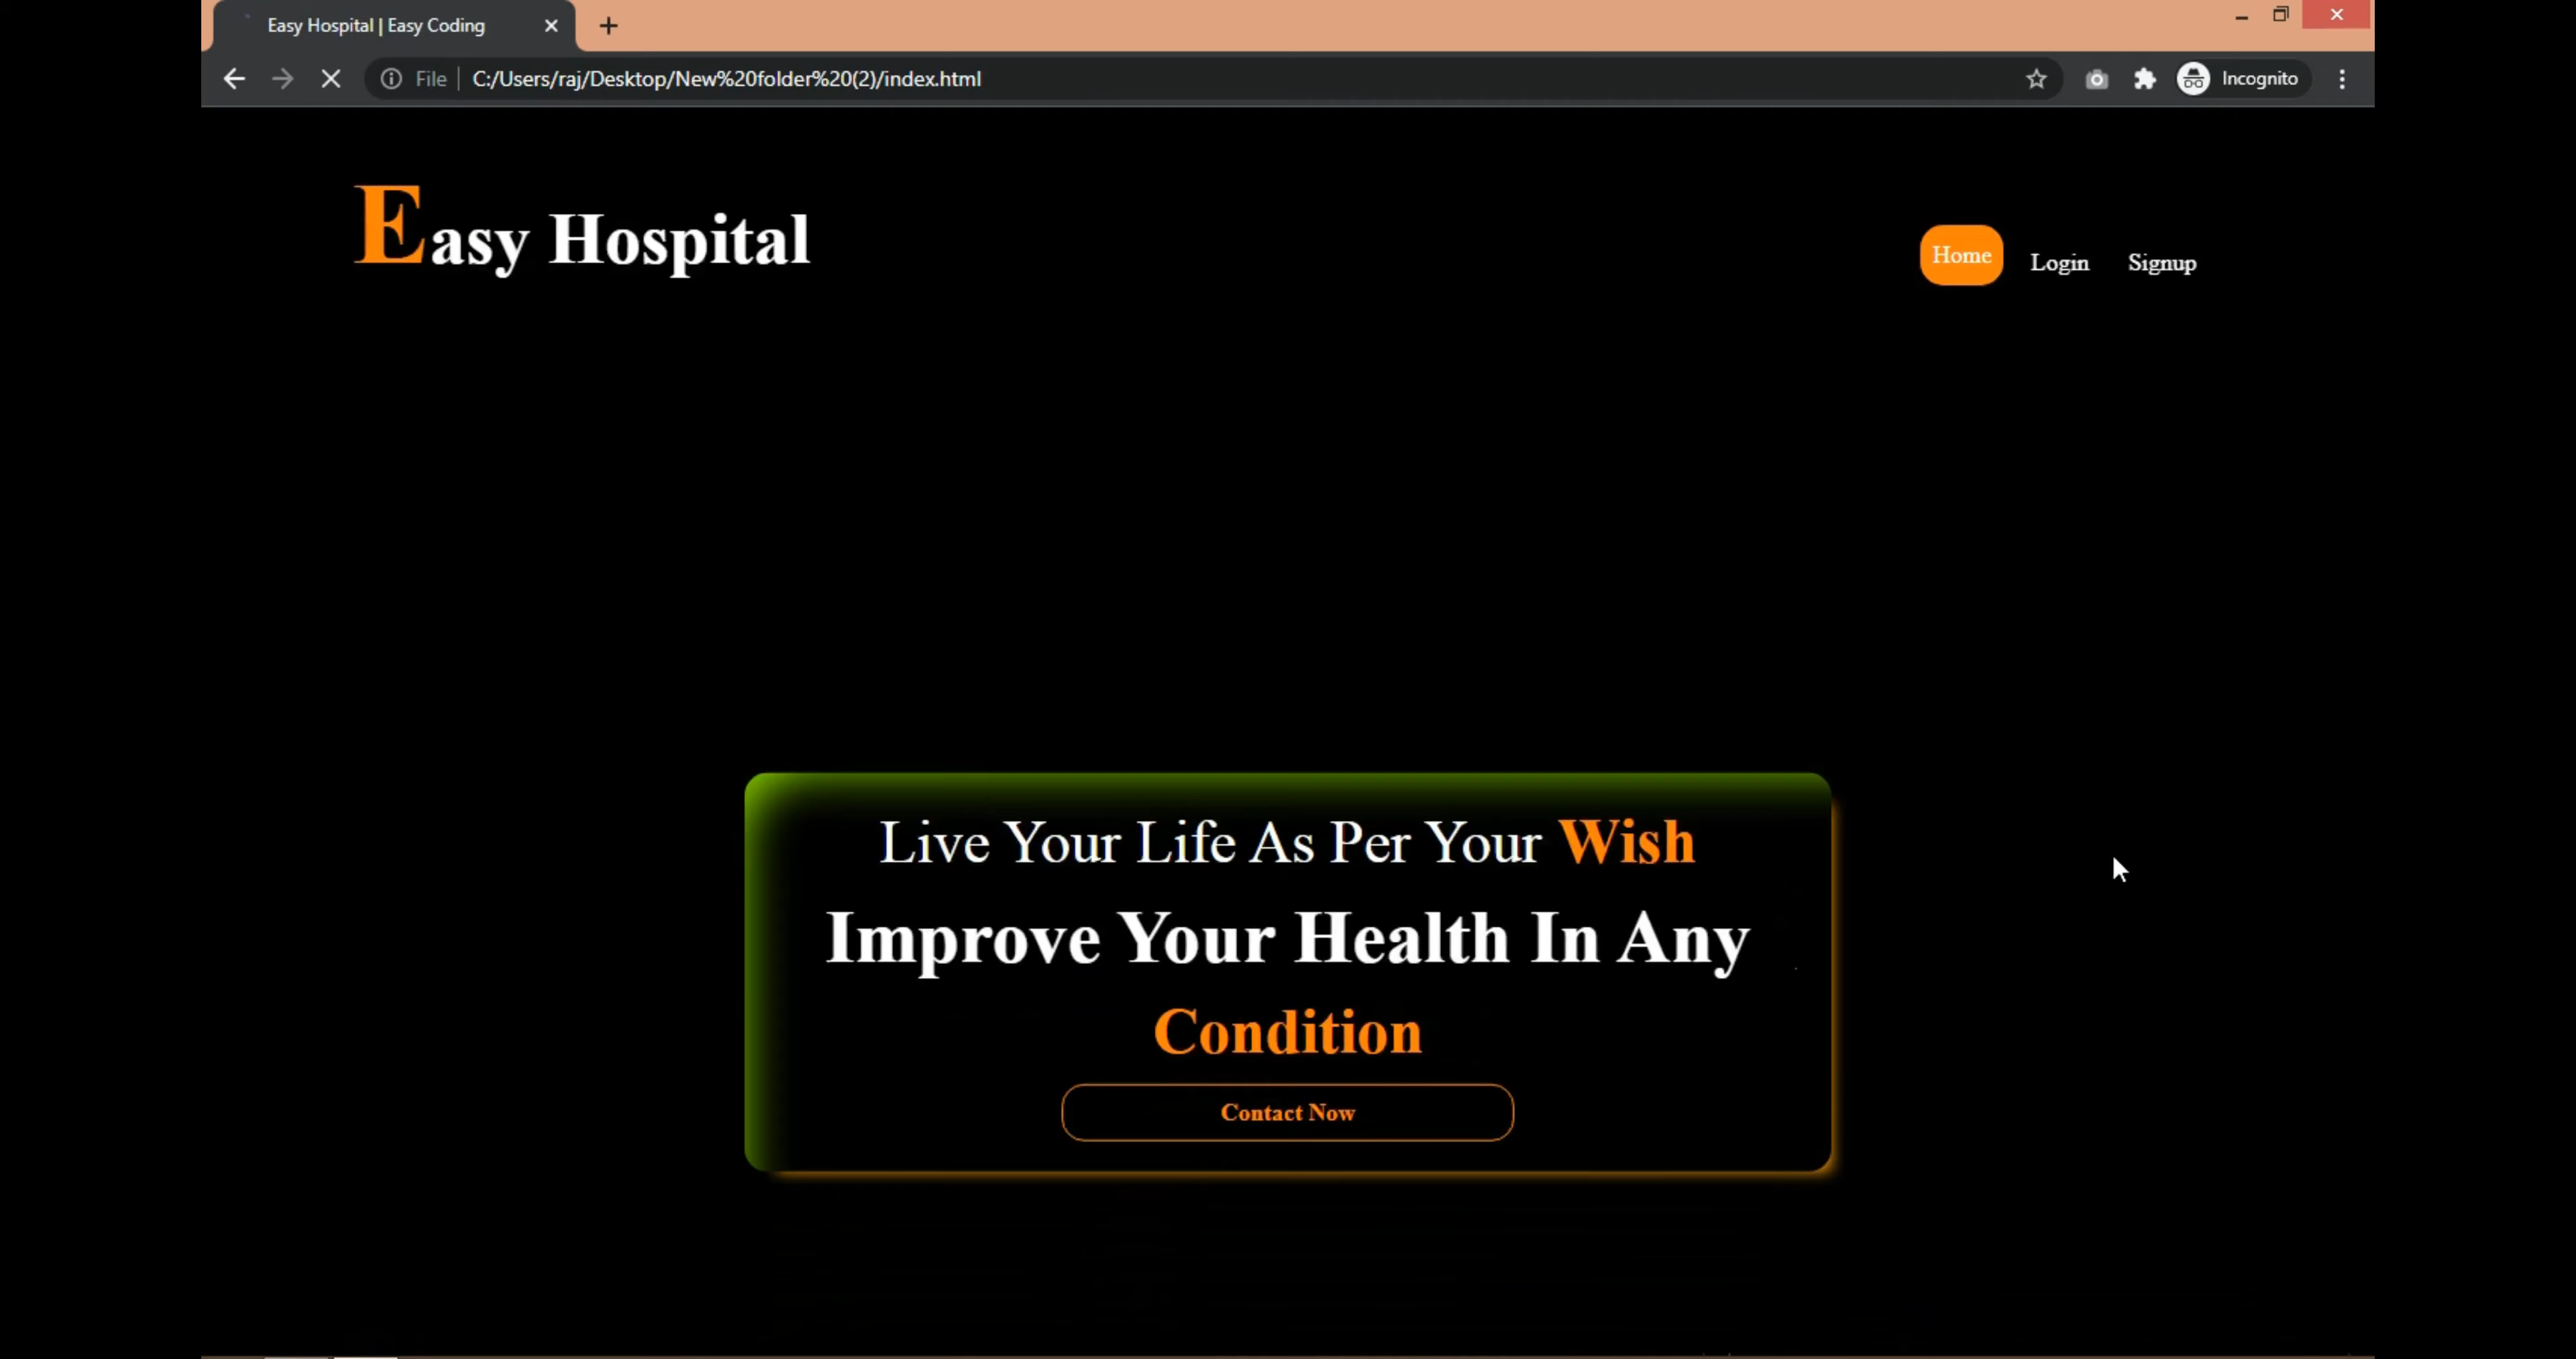 Easy Hospital | Easy Coding
File C:/Users/raj/Desktop/New%20folder%20(2)/index.html
Incognito
Easy Hospital
Home Login Signup
Live Your Life As Per Your Wish
Improve Your Health In Any
Condition
Contact Now